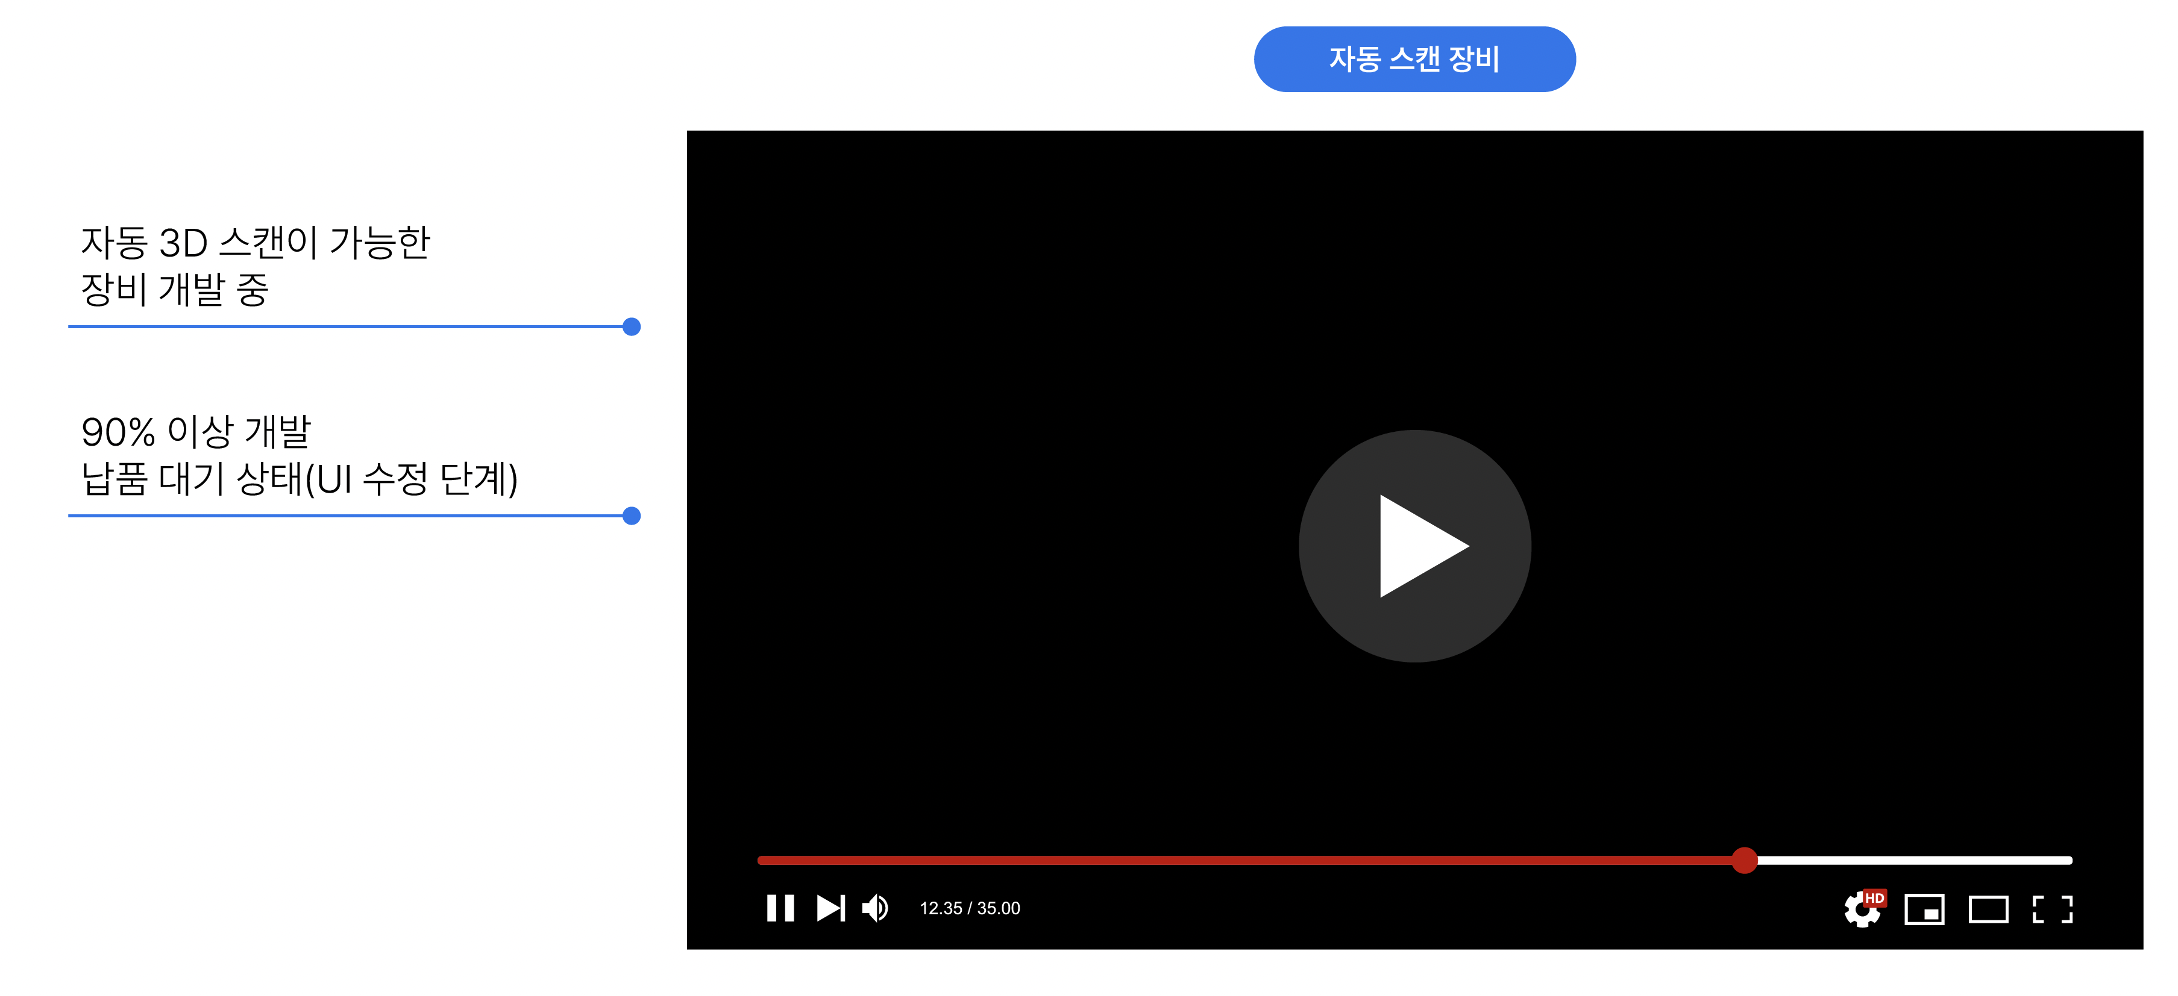 자동 스캔 장비
자동 3D 스캔이 가능한
장비 개발 중
90% 이상 개발
납품 대기 상태(UI 수정 단계)
12.35 / 35.00
HD